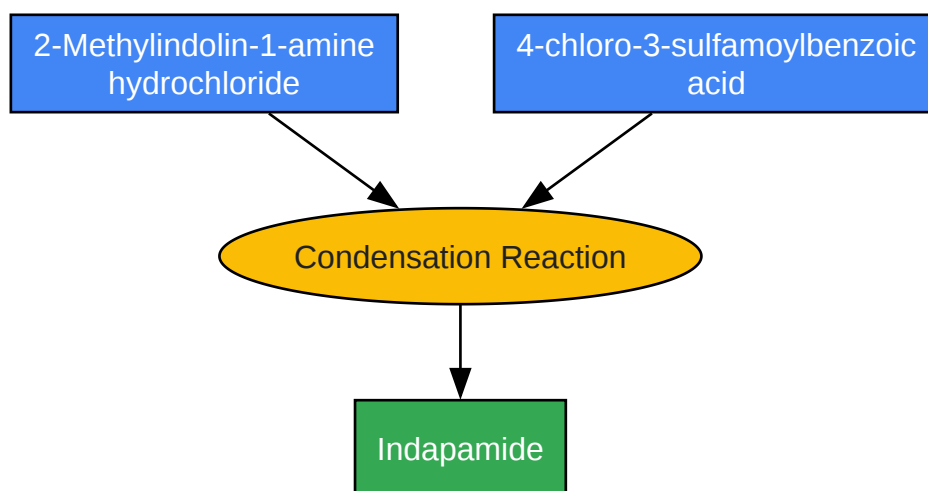 2-Methylindolin-1-amine
hydrochloride
4-chloro-3-sulfamoylbenzoic
acid
Condensation Reaction
Indapamide